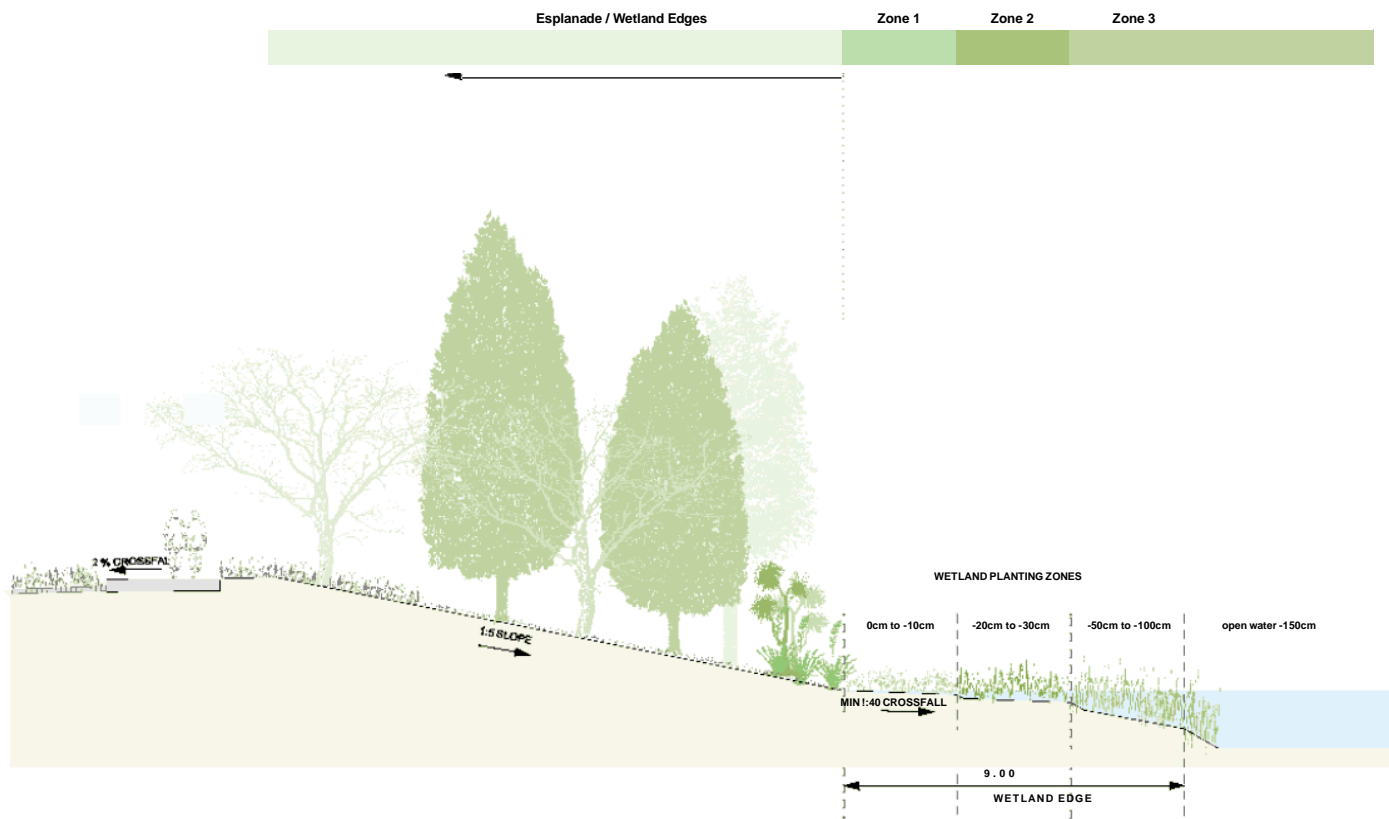 Esplanade / Wetland Edges Zone 1 Zone 2 Zone 3
2 % CROSSFAL
WETLAND PLANTING ZONES
0cm to -10cm -20cm to -30cm -50cm to -100cm open water -150cm
1:5 SLOPE
MIN !:40 CROSSFALL
9.00
WETLAND EDGE